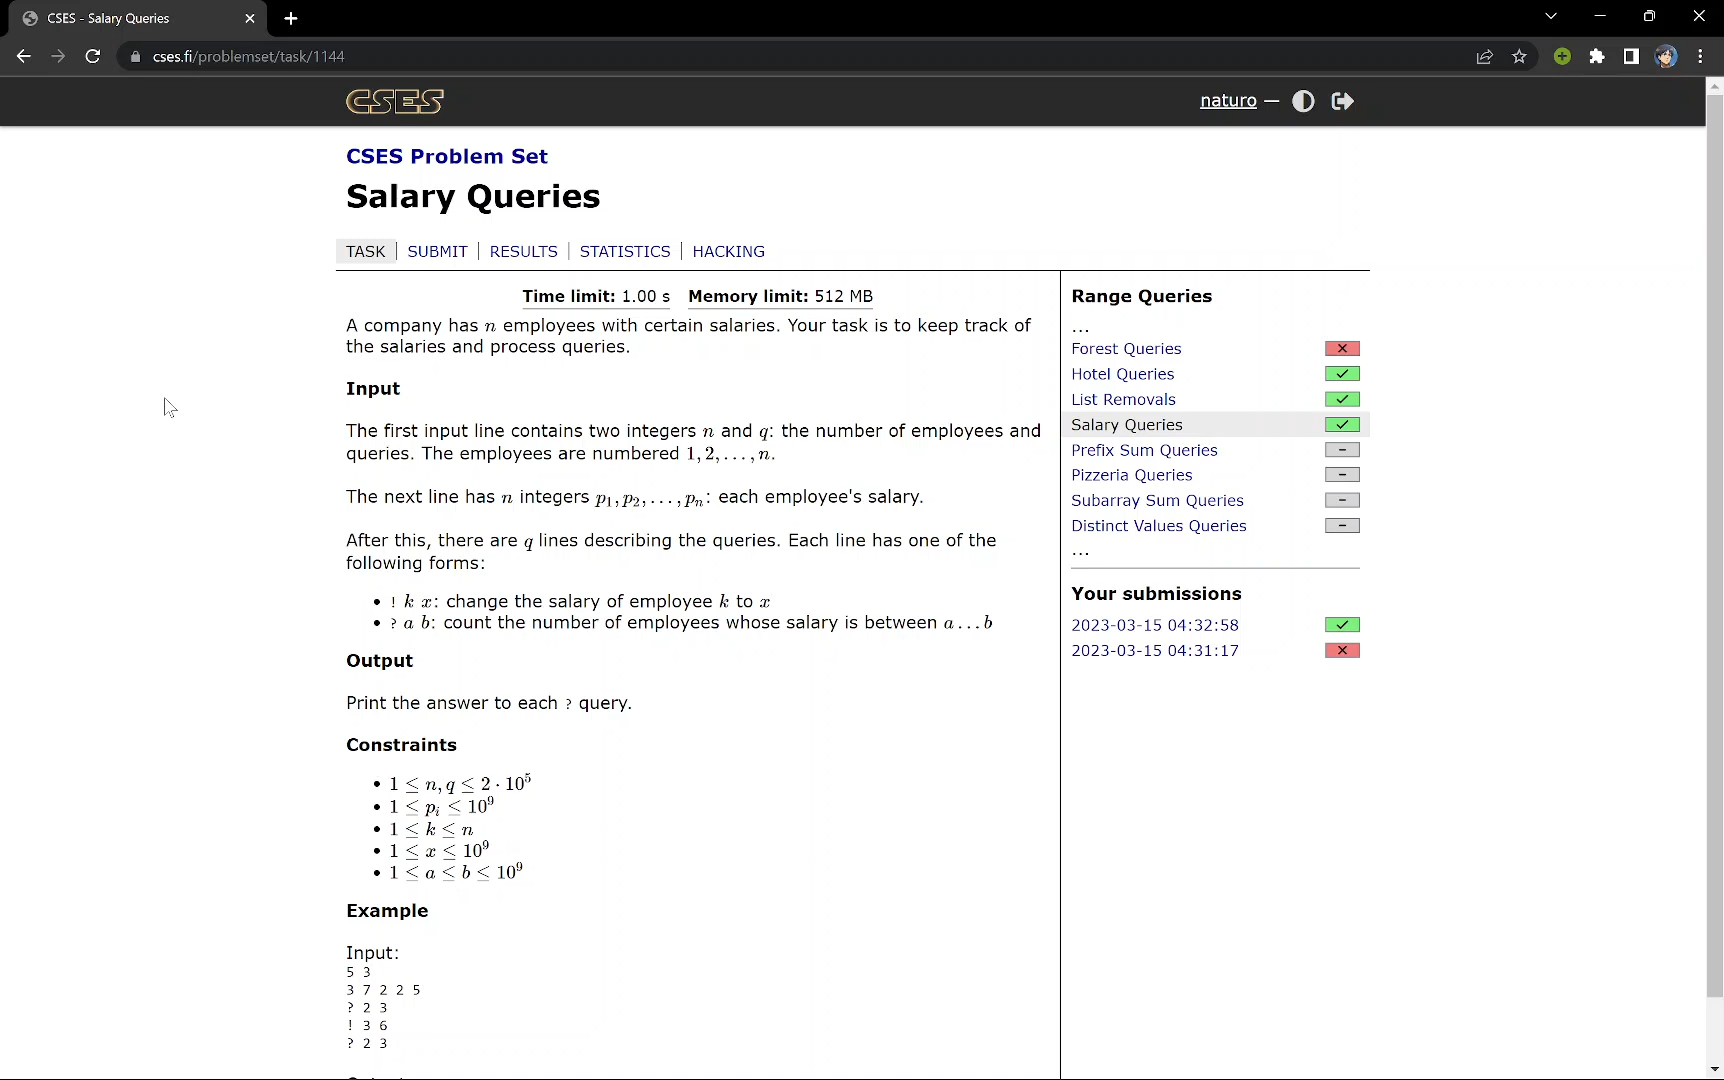 CSES - Salary Queries
cses.fi/problemset/task/1144
CSES
naturo —
CSES Problem Set
Salary Queries
TASK SUBMIT RESULTS STATISTICS HACKING
Time limit: 1.00 s Memory limit: 512 MB
A company has n employees with certain salaries. Your task is to keep track of
the salaries and process queries.
Input
The first input line contains two integers n and q: the number of employees and
queries. The employees are numbered 1, 2, . . . , n.
The next line has n integers p₁, p₂, . . . , pₙ: each employee's salary.
After this, there are q lines describing the queries. Each line has one of the
following forms:
• ! k x: change the salary of employee k to x
• ? a b: count the number of employees whose salary is between a . . . b
Output
Print the answer to each ? query.
Constraints
• 1 ≤ n, q ≤ 2 · 10⁵
• 1 ≤ pᵢ ≤ 10⁹
• 1 ≤ k ≤ n
• 1 ≤ x ≤ 10⁹
• 1 ≤ a ≤ b ≤ 10⁹
Example
Input:
5 3
3 7 2 2 5
? 2 3
! 3 6
? 2 3
Range Queries
...
Forest Queries
Hotel Queries
List Removals
Salary Queries
Prefix Sum Queries –
Pizzeria Queries –
Subarray Sum Queries –
Distinct Values Queries –
...
Your submissions
2023-03-15 04:32:58
2023-03-15 04:31:17